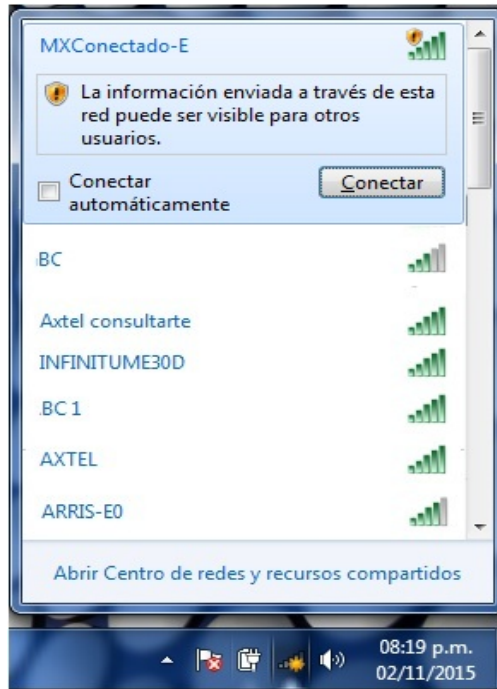 MXConectado-E
La información enviada a través de esta
red puede ser visible para otros
usuarios.
Conectar
automáticamente
Conectar
BC
Axtel consultarte
INFINITUME30D
.BC 1
AXTEL
ARRIS-E0
Abrir Centro de redes y recursos compartidos
08:19 p.m.
02/11/2015